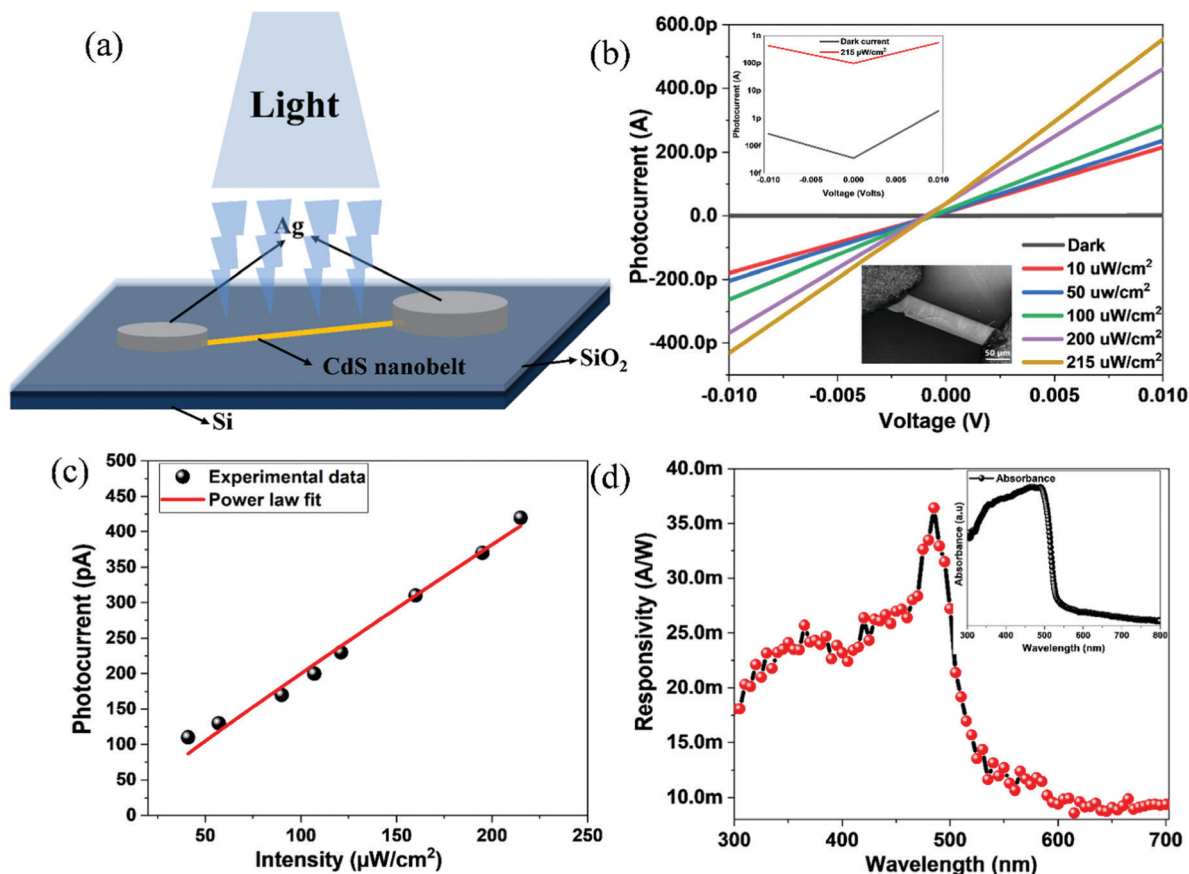 (a)
Light
Ag
CdS nanobelt
SiO2
Si
(b)
Photocurrent (A)
600.0p
400.0p
200.0p
0.0
-200.0p
-400.0p
-0.010 -0.005 0.000 0.005 0.010
Voltage (V)
Dark
10 uW/cm²
50 uw/cm²
100 uW/cm²
200 uW/cm²
215 uW/cm²
Photocurrent (A)
1n
100p
10p
1p
100f
10f
Dark current
215 µW/cm²
-0.010 -0.005 0.000 0.005 0.010
Voltage (Volts)
50 µm
(c)
Photocurrent (pA)
500
450
400
350
300
250
200
150
100
50
0
Experimental data
Power law fit
50 100 150 200 250
Intensity (µW/cm²)
(d)
Responsivity (A/W)
40.0m
35.0m
30.0m
25.0m
20.0m
15.0m
10.0m
300 400 500 600 700
Wavelength (nm)
Absorbance
Absorbance (a.u)
300 400 500 600 700 800
Wavelength (nm)